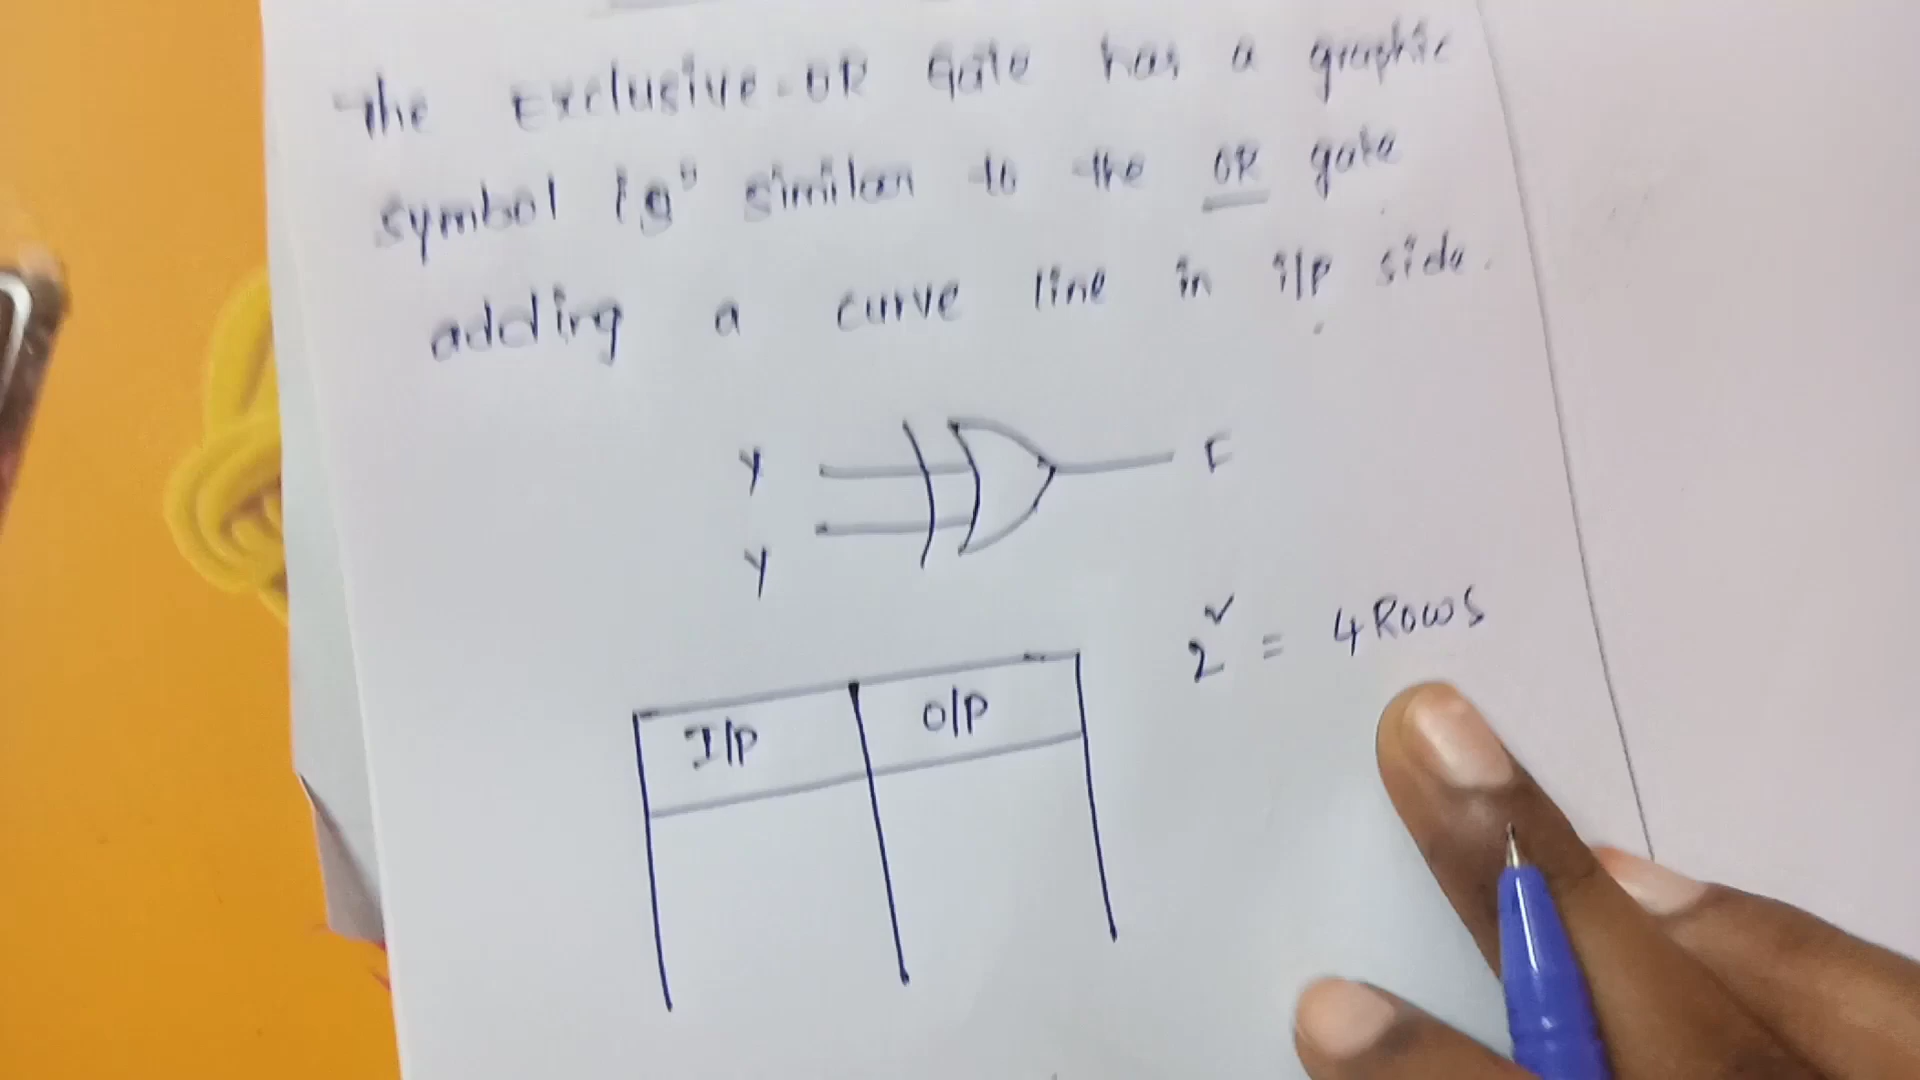 The Exclusive-OR Gate has a graphic
symbol is similar to the OR gate
adding a curve line in i/p side.
Y F
Y
2² = 4 ROWS
I/P O/P